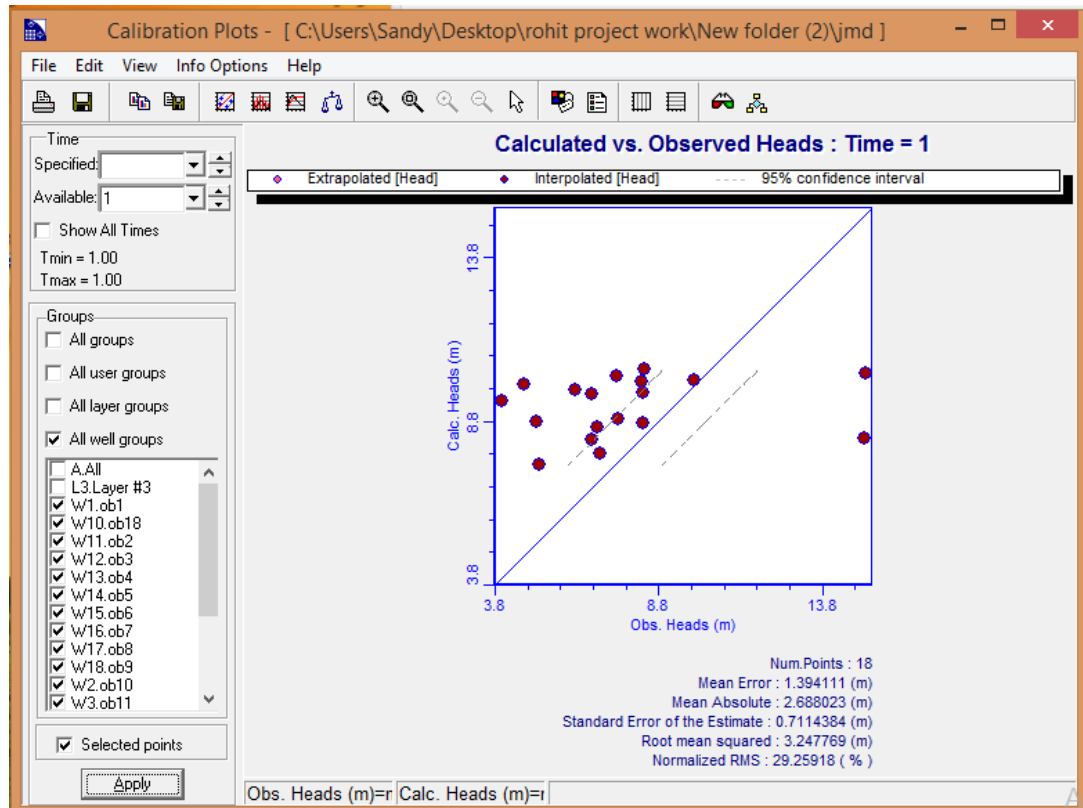 Calibration Plots - [ C:\Users\Sandy\Desktop\rohit project work\New folder (2)\jmd ]
File Edit View Info Options Help
Time
Specified:
Available: 1
Show All Times
Tmin = 1.00
Tmax = 1.00
Groups
All groups
All user groups
All layer groups
All well groups
A.All
L3.Layer #3
W1.ob1
W10.ob18
W11.ob2
W12.ob3
W13.ob4
W14.ob5
W15.ob6
W16.ob7
W17.ob8
W18.ob9
W2.ob10
W3.ob11
Selected points
Apply
Calculated vs. Observed Heads : Time = 1
Extrapolated [Head] Interpolated [Head] 95% confidence interval
13.8
8.8
3.8
Calc. Heads (m)
3.8 8.8 13.8
Obs. Heads (m)
Num.Points : 18
Mean Error : 1.394111 (m)
Mean Absolute : 2.688023 (m)
Standard Error of the Estimate : 0.7114384 (m)
Root mean squared : 3.247769 (m)
Normalized RMS : 29.25918 ( % )
Obs. Heads (m)=r Calc. Heads (m)=r